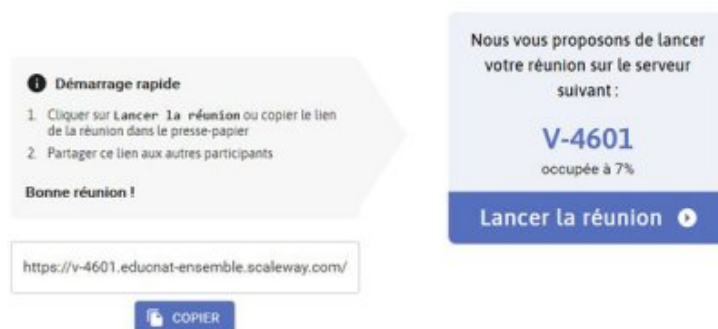 Démarrage rapide
1. Cliquer sur Lancer la réunion ou copier le lien
de la réunion dans le presse-papier
2. Partager ce lien aux autres participants
Bonne réunion !
https://v-4601.educnat-ensemble.scaleway.com/
COPIER
Nous vous proposons de lancer
votre réunion sur le serveur
suivant :
V-4601
occupée à 7%
Lancer la réunion